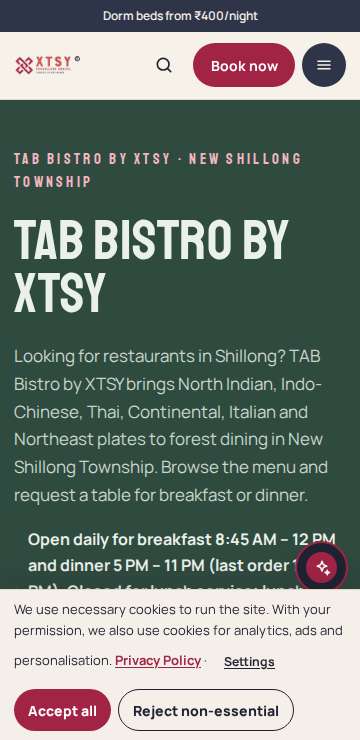 Dorm beds from ₹400/night
XTSY
Book now
TAB BISTRO BY XTSY · NEW SHILLONG
TOWNSHIP
TAB BISTRO BY
XTSY
Looking for restaurants in Shillong? TAB
Bistro by XTSY brings North Indian, Indo-
Chinese, Thai, Continental, Italian and
Northeast plates to forest dining in New
Shillong Township. Browse the menu and
request a table for breakfast or dinner.
Open daily for breakfast 8:45 AM – 12 PM
and dinner 5 PM – 11 PM (last order
We use necessary cookies to run the site. With your
permission, we also use cookies for analytics, ads and
personalisation. Privacy Policy · Settings
Accept all
Reject non-essential